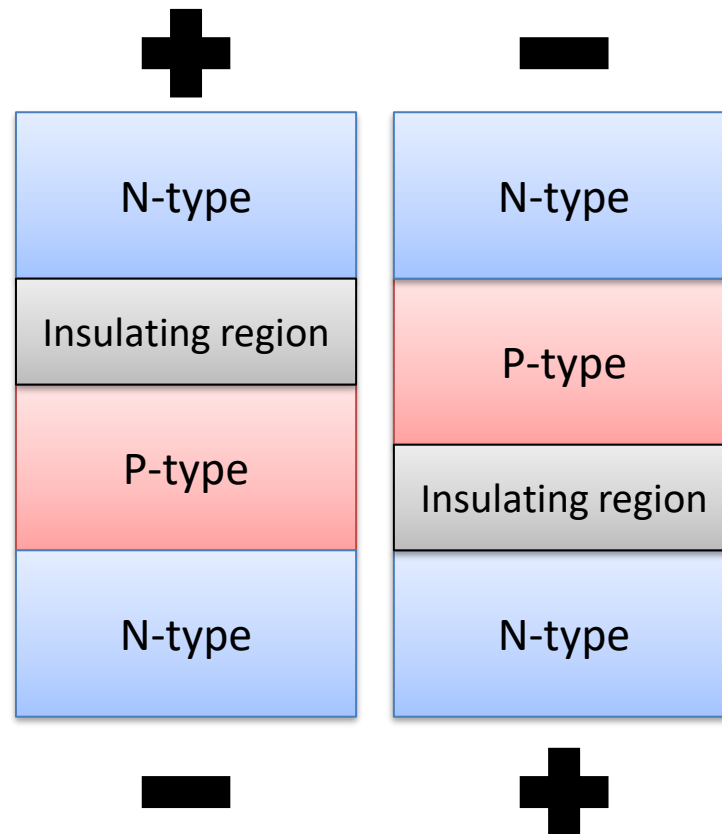 +
−
N-type
Insulating region
P-type
N-type
N-type
P-type
Insulating region
N-type
−
+